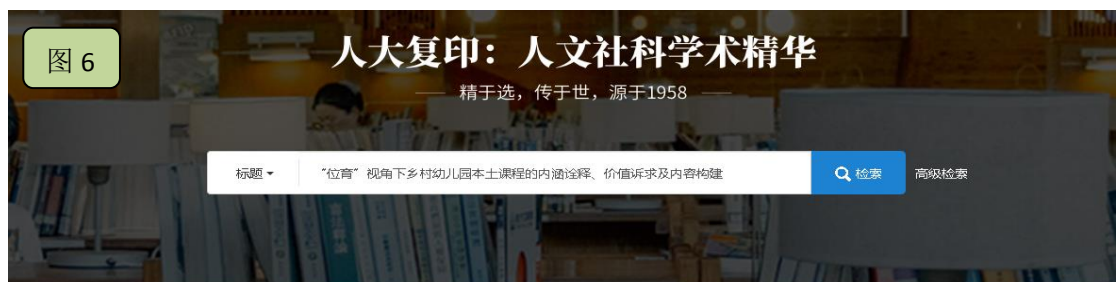 图 6
人大复印：人文社科学术精华
精于选，传于世，源于1958
标题 “位育”视角下乡村幼儿园本土课程的内涵诠释、价值诉求及内容构建 检索 高级检索